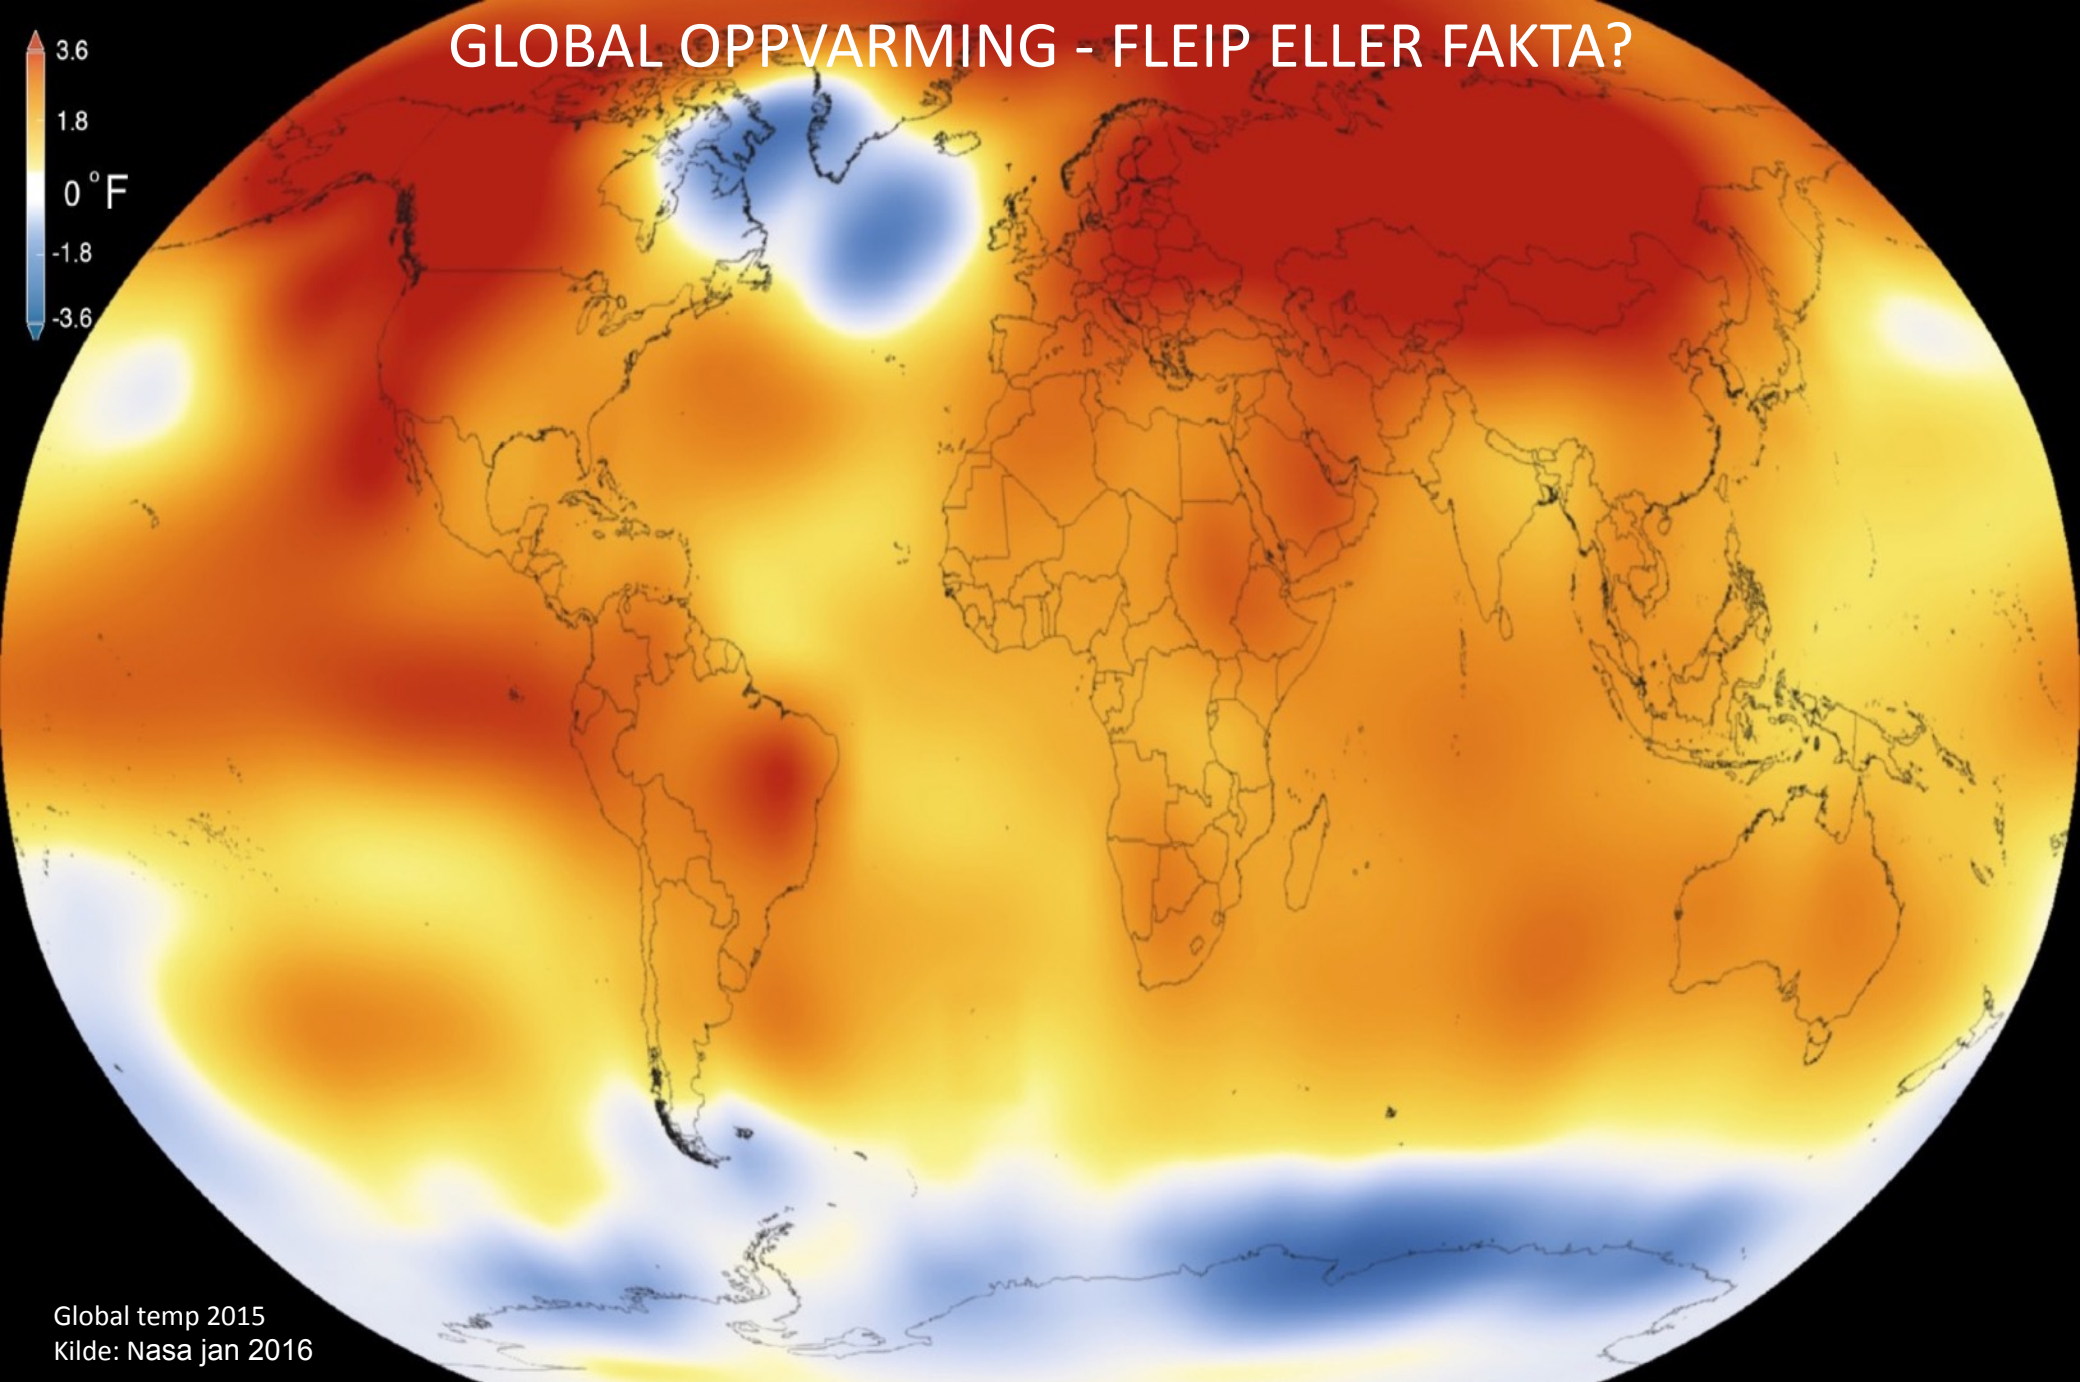 GLOBAL OPPVARMING - FLEIP ELLER FAKTA?
3.6
1.8
0 °F
-1.8
-3.6
Global temp 2015
Kilde: Nasa jan 2016